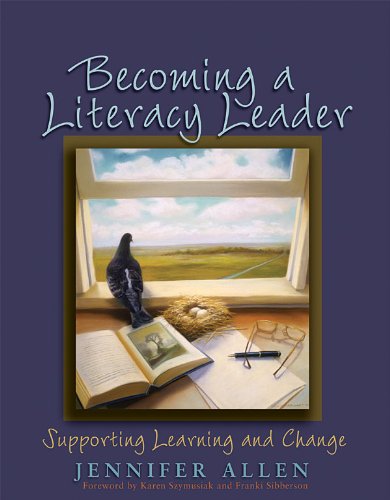 Becoming a
Literacy Leader
Supporting Learning and Change
JENNIFER ALLEN
Foreword by Karen Szymusiak and Franki Sibberson